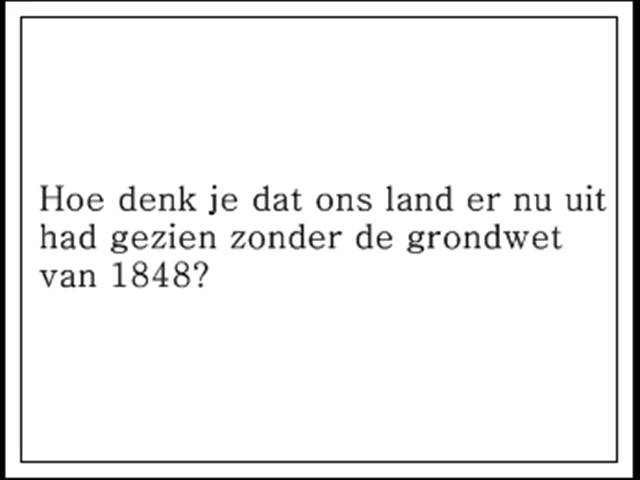 Hoe denk je dat ons land er nu uit
had gezien zonder de grondwet
van 1848?